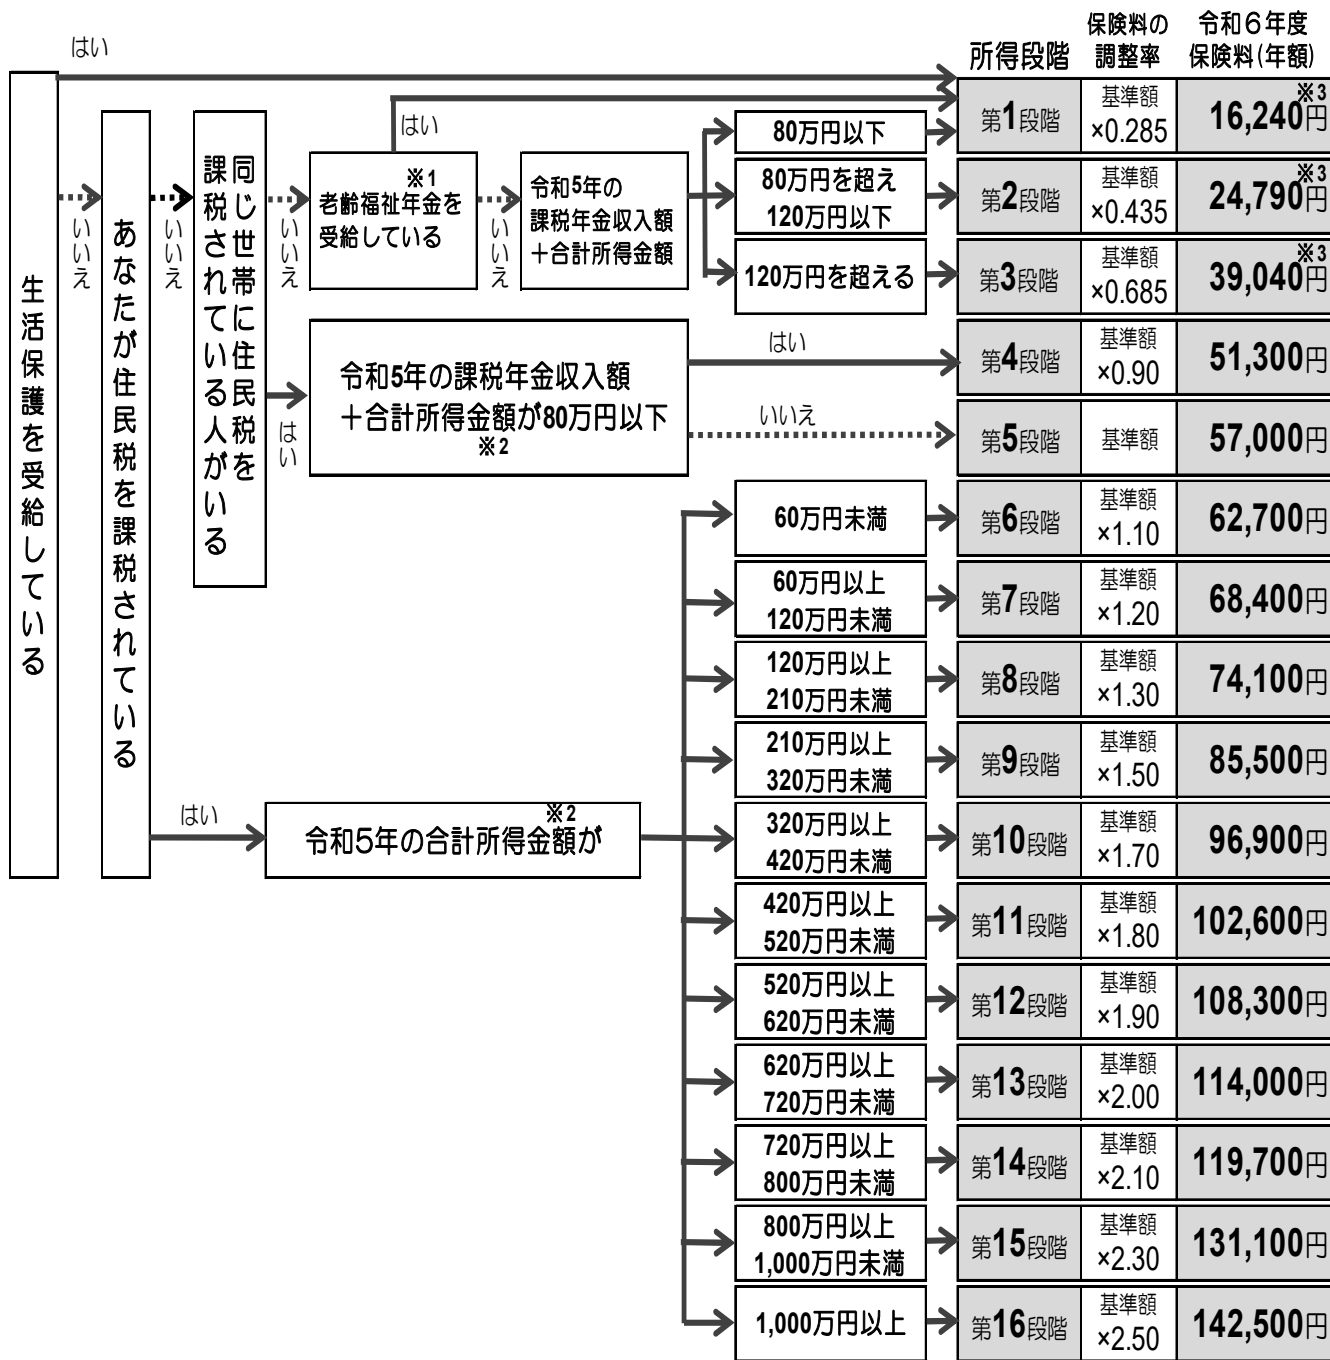 所得段階
保険料の
調整率
令和６年度
保険料(年額)
はい
生活保護を受給している
いいえ
あなたが住民税を課税されている
いいえ
同じ世帯に住民税を
課税されている人がいる
いいえ
はい
※1
老齢福祉年金を
受給している
いいえ
令和5年の
課税年金収入額
＋合計所得金額
80万円以下
第1段階
基準額
×0.285
※3
16,240円
80万円を超え
120万円以下
第2段階
基準額
×0.435
※3
24,790円
120万円を超える
第3段階
基準額
×0.685
※3
39,040円
はい
令和5年の課税年金収入額
＋合計所得金額が80万円以下
※2
はい
第4段階
基準額
×0.90
51,300円
いいえ
第5段階
基準額
57,000円
はい
令和5年の合計所得金額が
※2
60万円未満
第6段階
基準額
×1.10
62,700円
60万円以上
120万円未満
第7段階
基準額
×1.20
68,400円
120万円以上
210万円未満
第8段階
基準額
×1.30
74,100円
210万円以上
320万円未満
第9段階
基準額
×1.50
85,500円
320万円以上
420万円未満
第10段階
基準額
×1.70
96,900円
420万円以上
520万円未満
第11段階
基準額
×1.80
102,600円
520万円以上
620万円未満
第12段階
基準額
×1.90
108,300円
620万円以上
720万円未満
第13段階
基準額
×2.00
114,000円
720万円以上
800万円未満
第14段階
基準額
×2.10
119,700円
800万円以上
1,000万円未満
第15段階
基準額
×2.30
131,100円
1,000万円以上
第16段階
基準額
×2.50
142,500円